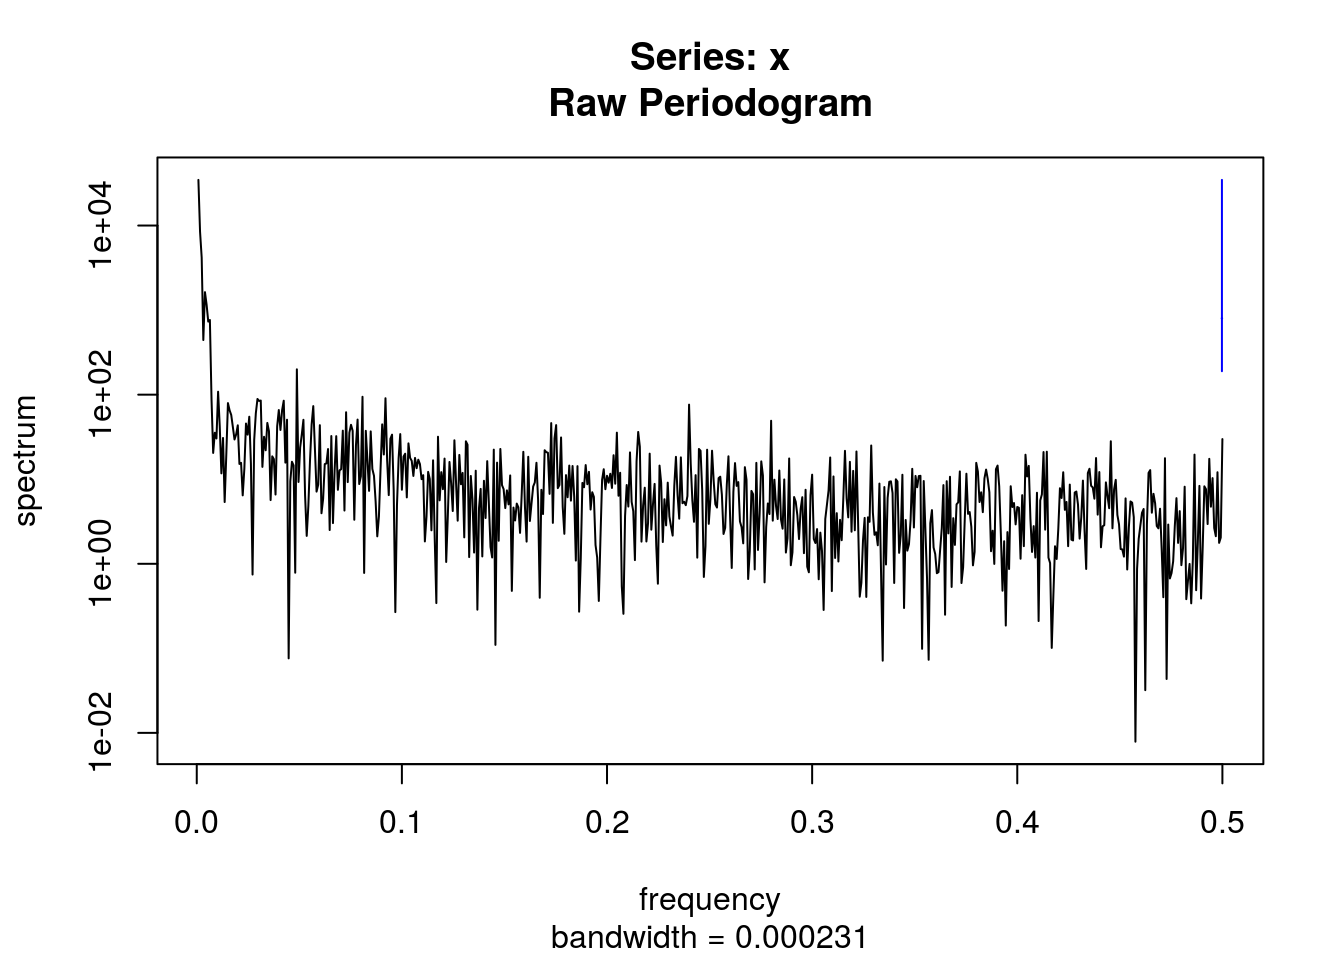 Series: x
Raw Periodogram
1e+04
1e+02
1e+00
1e-02
spectrum
0.0 0.1 0.2 0.3 0.4 0.5
frequency
bandwidth = 0.000231